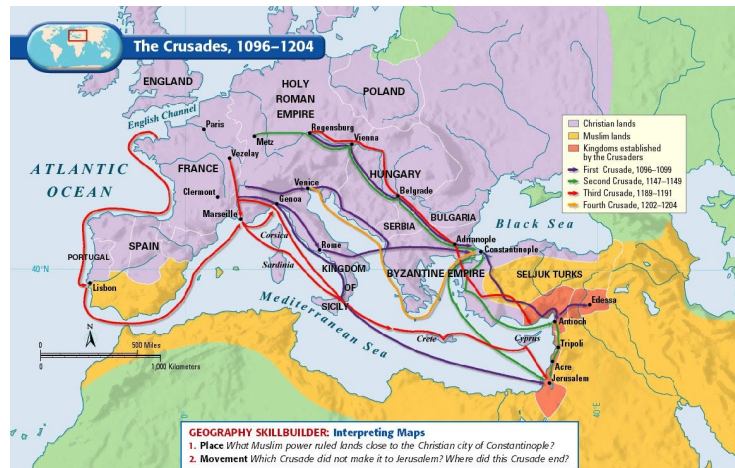 The Crusades, 1096–1204
ENGLAND
HOLY
ROMAN
EMPIRE
POLAND
English Channel
Paris
Regensburg
Metz
Vienna
Vezelay
ATLANTIC
OCEAN
FRANCE
HUNGARY
Clermont
Venice
Belgrade
Genoa
Marseille
SERBIA
BULGARIA
Black Sea
Corsica
Adrianople
Constantinople
SPAIN
Rome
PORTUGAL
40°N
Sardinia
KINGDOM
OF
SICILY
BYZANTINE EMPIRE
SELJUK TURKS
Lisbon
Edessa
Antioch
Mediterranean Sea
Crete
Cyprus
Tripoli
Acre
Jerusalem
40°E
N
0
500 Miles
0
1,000 Kilometers
Christian lands
Muslim lands
Kingdoms established
by the Crusaders
First Crusade, 1096–1099
Second Crusade, 1147–1149
Third Crusade, 1189–1191
Fourth Crusade, 1202–1204
GEOGRAPHY SKILLBUILDER: Interpreting Maps
1. Place What Muslim power ruled lands close to the Christian city of Constantinople?
2. Movement Which Crusade did not make it to Jerusalem? Where did this Crusade end?